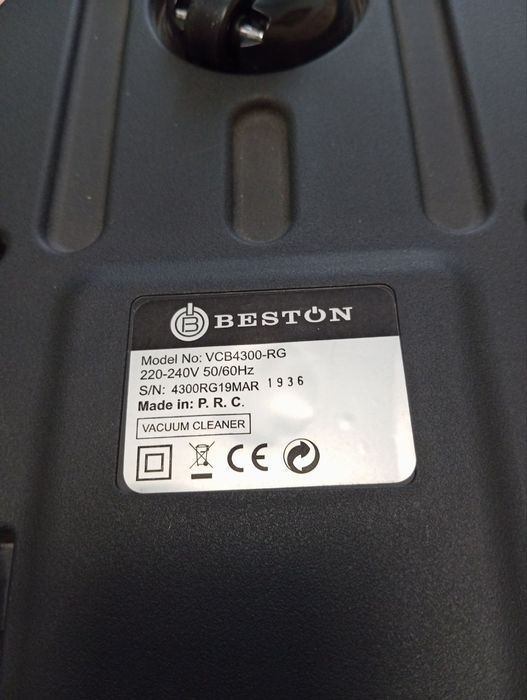 BESTON
Model No: VCB4300-RG
220-240V 50/60Hz
S/N: 4300RG19MAR 1936
Made in: P. R. C.
VACUUM CLEANER
CE